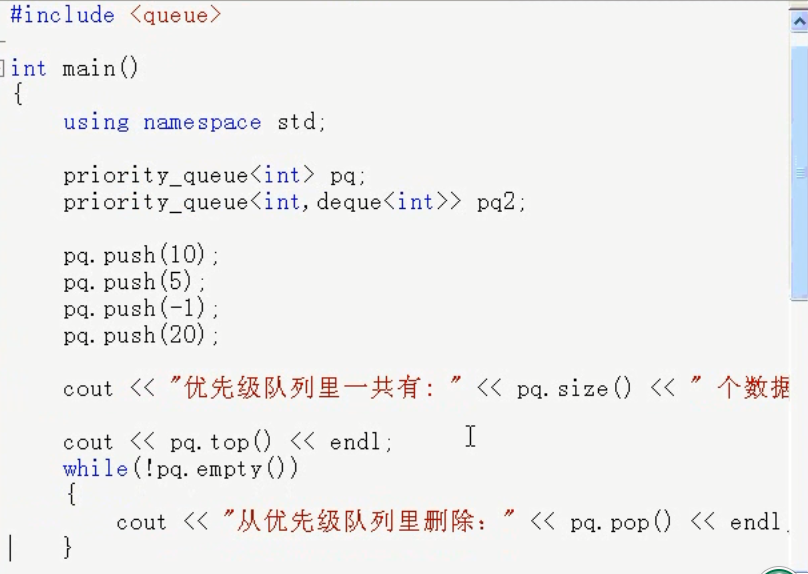 #include <queue>
int main()
{
using namespace std;
priority_queue<int> pq;
priority_queue<int,deque<int>> pq2;
pq.push(10);
pq.push(5);
pq.push(-1);
pq.push(20);
cout << "优先级队列里一共有: " << pq.size() << " 个数据
cout << pq.top() << endl;
while(!pq.empty())
{
cout << "从优先级队列里删除: " << pq.pop() << endl
}